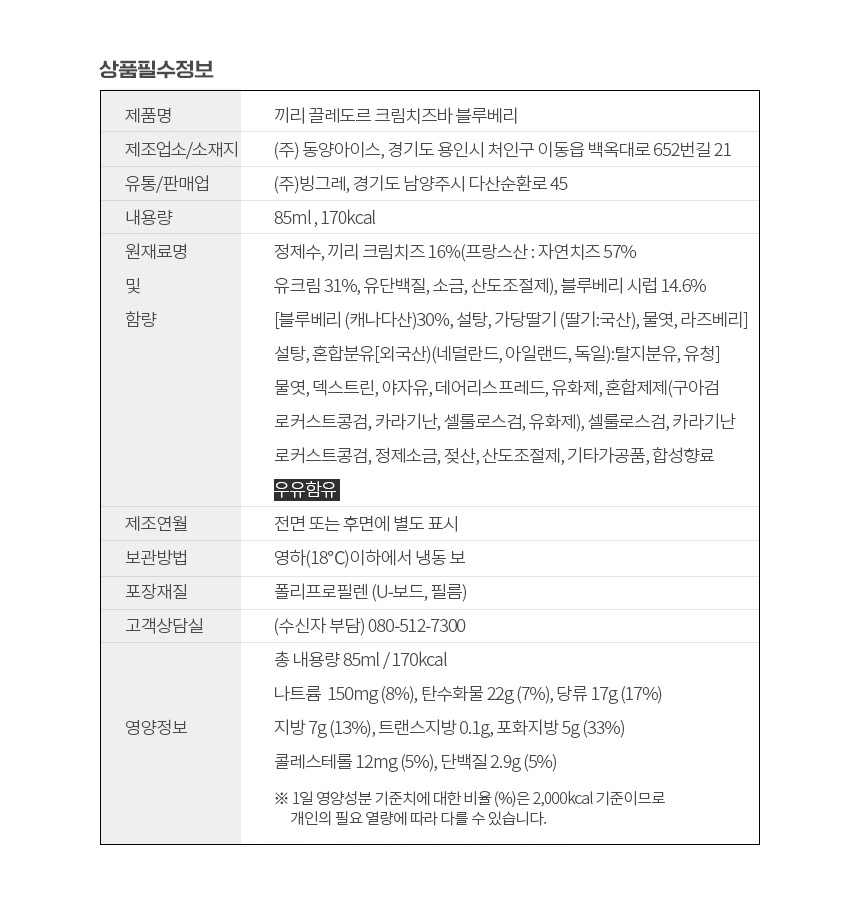 상품필수정보
제품명 끼리 끌레도르 크림치즈바 블루베리
제조업소/소재지 (주) 동양아이스, 경기도 용인시 처인구 이동읍 백옥대로 652번길 21
유통/판매업 (주)빙그레, 경기도 남양주시 다산순환로 45
내용량 85ml , 170kcal
원재료명 정제수, 끼리 크림치즈 16%(프랑스산 : 자연치즈 57%
및 유크림 31%, 유단백질, 소금, 산도조절제), 블루베리 시럽 14.6%
함량 [블루베리 (캐나다산)30%, 설탕, 가당딸기 (딸기:국산), 물엿, 라즈베리]
설탕, 혼합분유[외국산)(네덜란드, 아일랜드, 독일):탈지분유, 유청]
물엿, 덱스트린, 야자유, 데어리스프레드, 유화제, 혼합제제(구아검
로커스트콩검, 카라기난, 셀룰로스검, 유화제), 셀룰로스검, 카라기난
로커스트콩검, 정제소금, 젖산, 산도조절제, 기타가공품, 합성향료
우유함유
제조연월 전면 또는 후면에 별도 표시
보관방법 영하(18℃)이하에서 냉동 보
포장재질 폴리프로필렌 (U-보드, 필름)
고객상담실 (수신자 부담) 080-512-7300
총 내용량 85ml / 170kcal
나트륨 150mg (8%), 탄수화물 22g (7%), 당류 17g (17%)
영양정보 지방 7g (13%), 트랜스지방 0.1g, 포화지방 5g (33%)
콜레스테롤 12mg (5%), 단백질 2.9g (5%)
※ 1일 영양성분 기준치에 대한 비율 (%)은 2,000kcal 기준이므로
개인의 필요 열량에 따라 다를 수 있습니다.